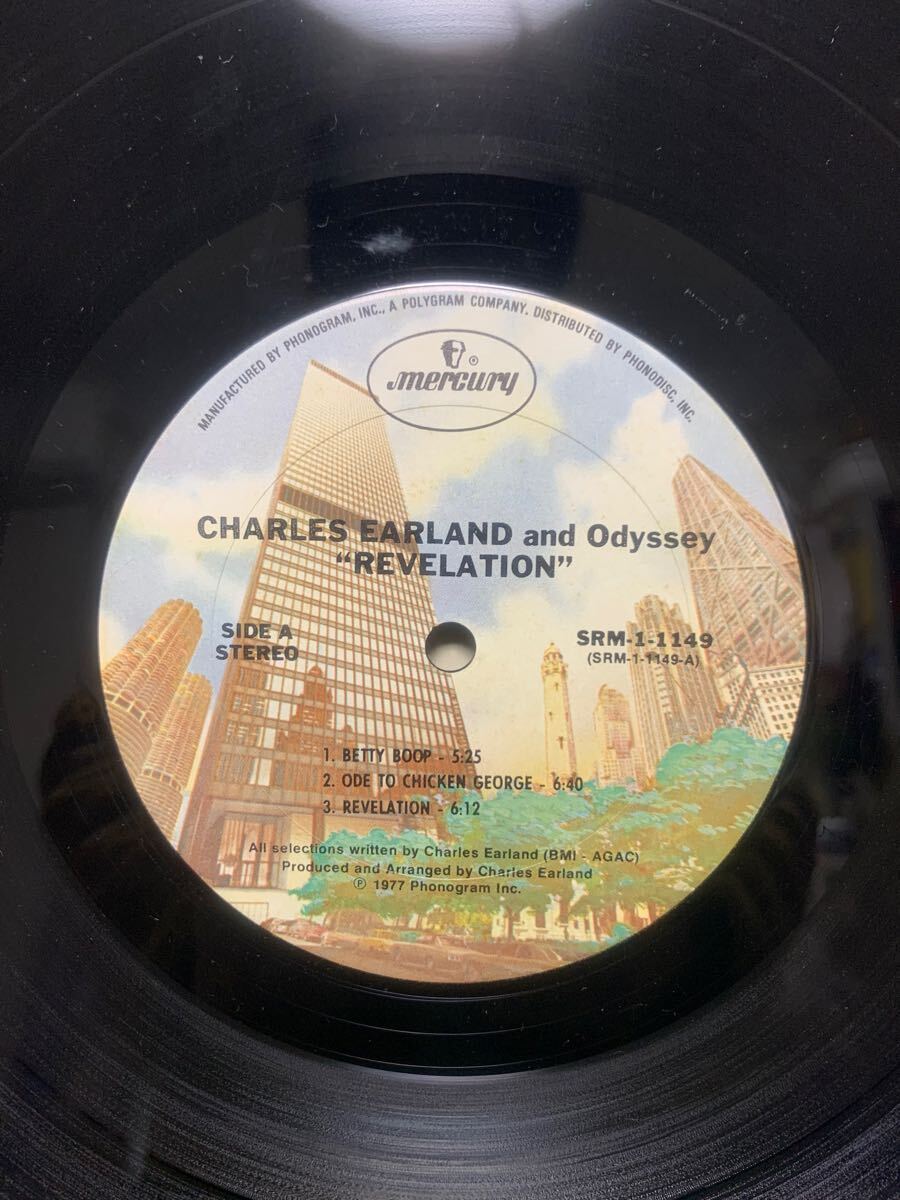 MANUFACTURED BY PHONOGRAM, INC., A POLYGRAM COMPANY. DISTRIBUTED BY PHONODISC, INC.
®
mercury
CHARLES EARLAND and Odyssey
"REVELATION"
SIDE A
STEREO
SRM-1-1149
(SRM-1-1149-A)
1. BETTY BOOP - 5:25
2. ODE TO CHICKEN GEORGE - 6:40
3. REVELATION - 6:12
All selections written by Charles Earland (BMI - AGAC)
Produced and Arranged by Charles Earland
℗ 1977 Phonogram Inc.